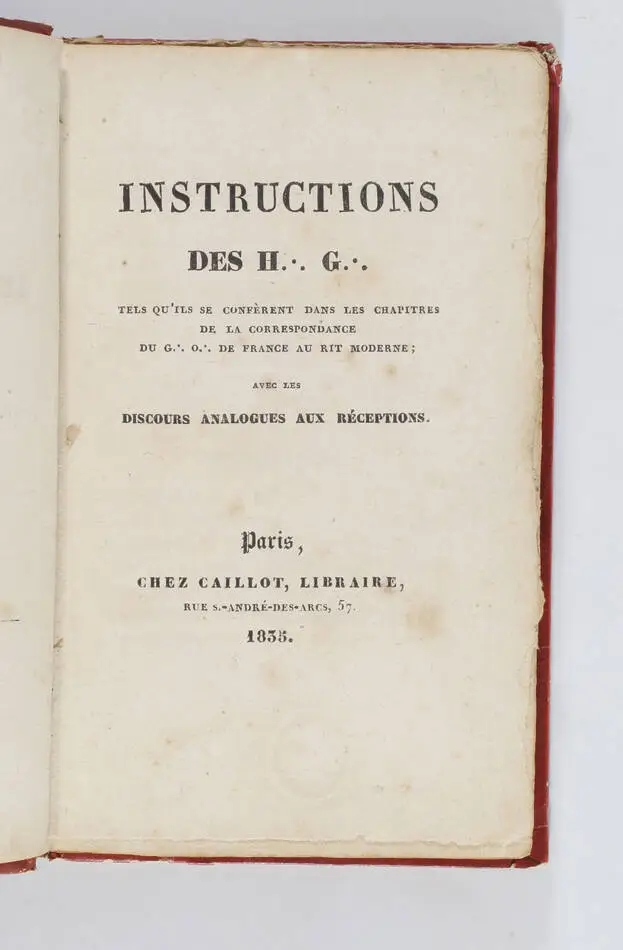 INSTRUCTIONS
DES H.·. G.·.
TELS QU'ILS SE CONFÈRENT DANS LES CHAPITRES
DE LA CORRESPONDANCE
DU G.·. O.·. DE FRANCE AU RIT MODERNE;
AVEC LES
DISCOURS ANALOGUES AUX RÉCEPTIONS.
Paris,
CHEZ CAILLOT, LIBRAIRE,
RUE S.-ANDRÉ-DES-ARCS, 57.
1835.